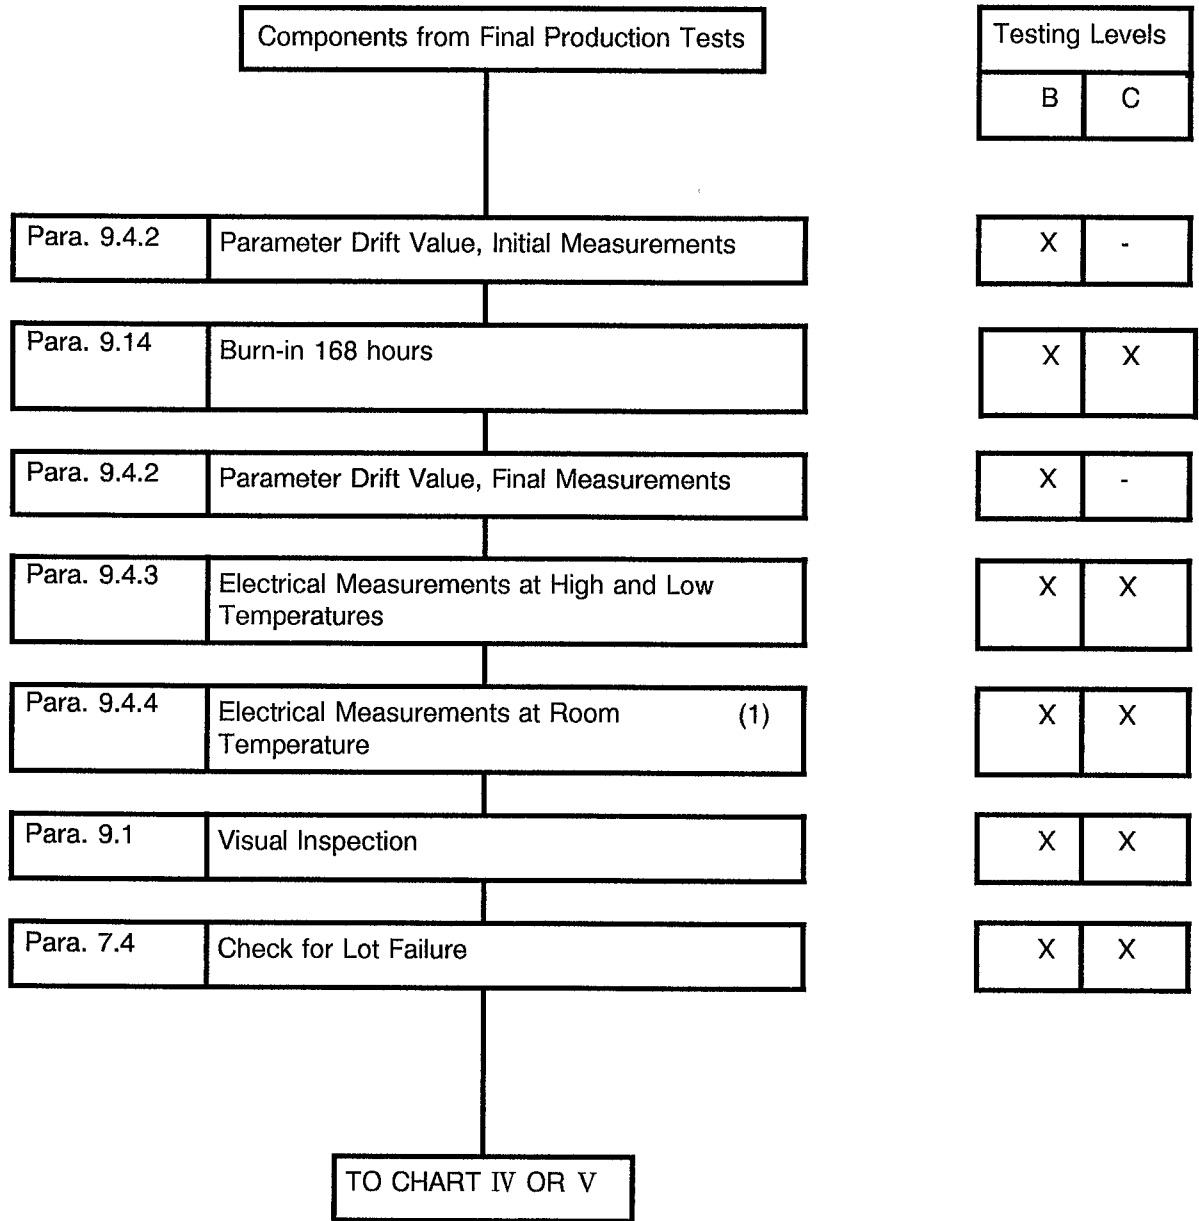 Components from Final Production Tests
Testing Levels
B C
Para. 9.4.2 Parameter Drift Value, Initial Measurements X -
Para. 9.14 Burn-in 168 hours X X
Para. 9.4.2 Parameter Drift Value, Final Measurements X -
Para. 9.4.3 Electrical Measurements at High and Low X X
Temperatures
Para. 9.4.4 Electrical Measurements at Room (1) X X
Temperature
Para. 9.1 Visual Inspection X X
Para. 7.4 Check for Lot Failure X X
TO CHART IV OR V